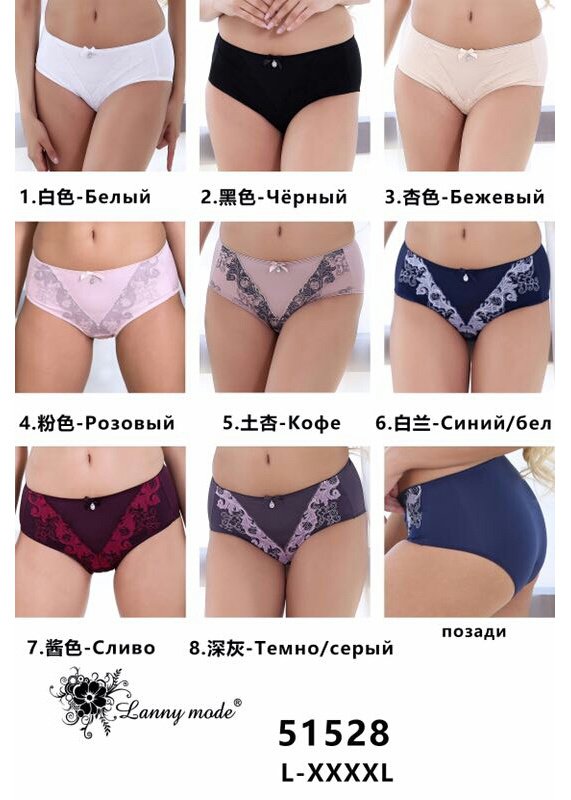 1.白色-Белый
2.黑色-Чёрный
3.杏色-Бежевый
4.粉色-Розовый
5.土杏-Кофе
6.白兰-Синий/бел
7.酱色-Сливо
8.深灰-Темно/серый
позади
Lanny mode®
51528
L-XXXXL